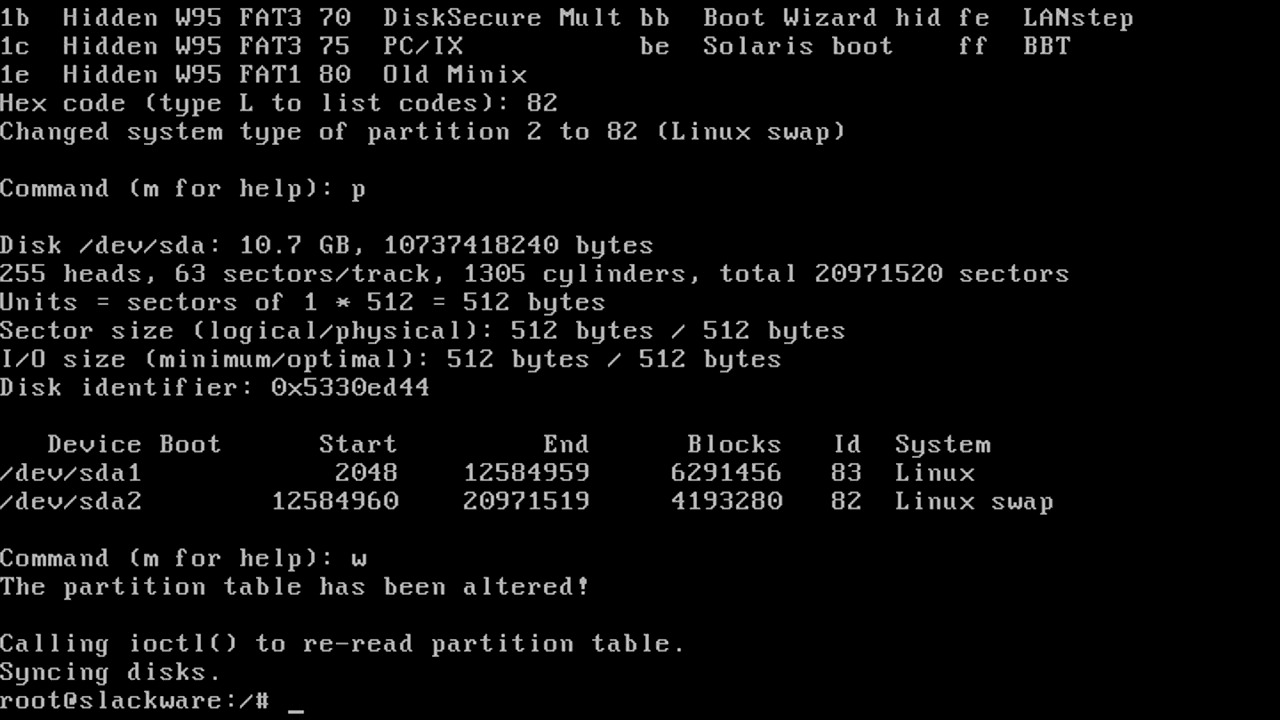 1b  Hidden W95 FAT3 70  DiskSecure Mult bb  Boot Wizard hid fe  LANstep
1c  Hidden W95 FAT3 75  PC/IX           be  Solaris boot    ff  BBT
1e  Hidden W95 FAT1 80  Old Minix
Hex code (type L to list codes): 82
Changed system type of partition 2 to 82 (Linux swap)
Command (m for help): p
Disk /dev/sda: 10.7 GB, 10737418240 bytes
255 heads, 63 sectors/track, 1305 cylinders, total 20971520 sectors
Units = sectors of 1 * 512 = 512 bytes
Sector size (logical/physical): 512 bytes / 512 bytes
I/O size (minimum/optimal): 512 bytes / 512 bytes
Disk identifier: 0x5330ed44
   Device Boot      Start         End      Blocks   Id  System
/dev/sda1            2048    12584959     6291456   83  Linux
/dev/sda2        12584960    20971519     4193280   82  Linux swap
Command (m for help): w
The partition table has been altered!
Calling ioctl() to re-read partition table.
Syncing disks.
root@slackware:/# _